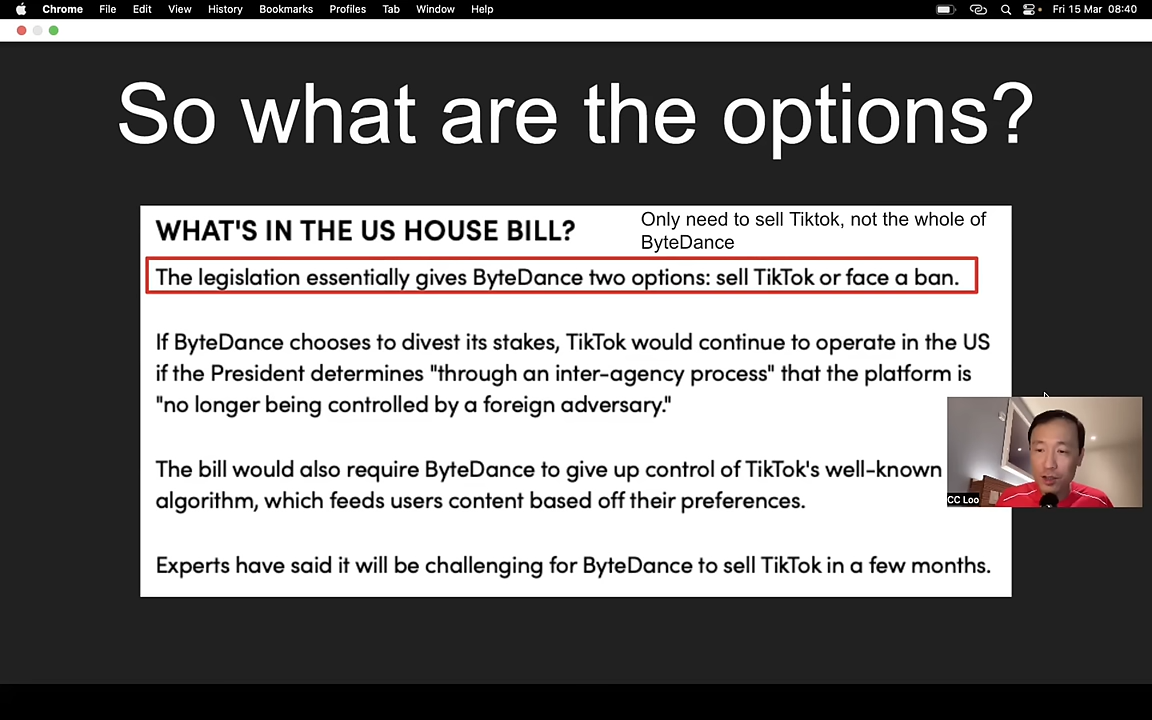 Chrome File Edit View History Bookmarks Profiles Tab Window Help Fri 15 Mar 08:40
So what are the options?
WHAT'S IN THE US HOUSE BILL?
Only need to sell Tiktok, not the whole of
ByteDance
The legislation essentially gives ByteDance two options: sell TikTok or face a ban.
If ByteDance chooses to divest its stakes, TikTok would continue to operate in the US
if the President determines "through an inter-agency process" that the platform is
"no longer being controlled by a foreign adversary."
The bill would also require ByteDance to give up control of TikTok's well-known
algorithm, which feeds users content based off their preferences.
Experts have said it will be challenging for ByteDance to sell TikTok in a few months.
CC Loo